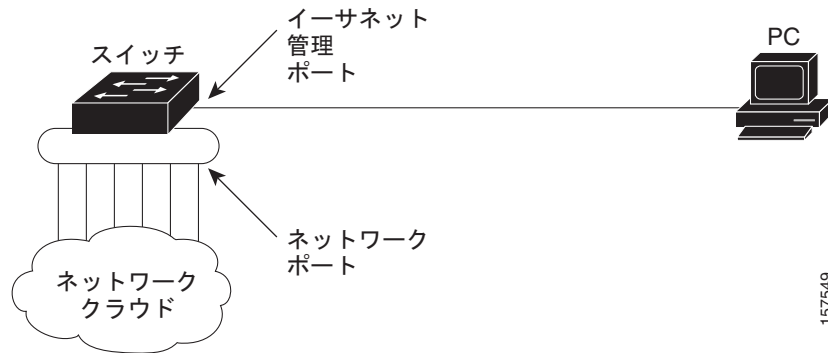 スイッチ
イーサネット
管理
ポート
PC
ネットワーク
ポート
ネットワーク
クラウド
157549